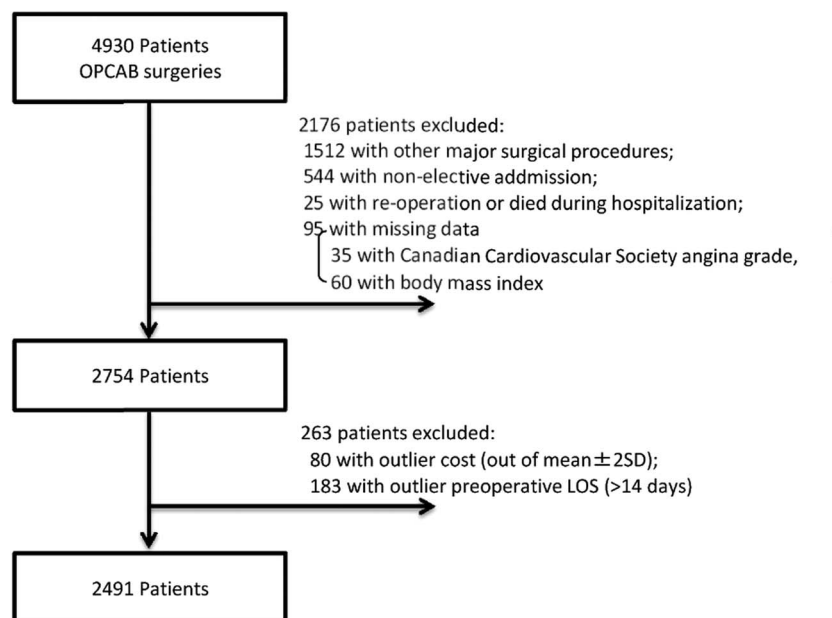 4930 Patients
OPCAB surgeries
2176 patients excluded:
1512 with other major surgical procedures;
544 with non-elective addmission;
25 with re-operation or died during hospitalization;
95 with missing data
35 with Canadian Cardiovascular Society angina grade,
60 with body mass index
2754 Patients
263 patients excluded:
80 with outlier cost (out of mean±2SD);
183 with outlier preoperative LOS (>14 days)
2491 Patients